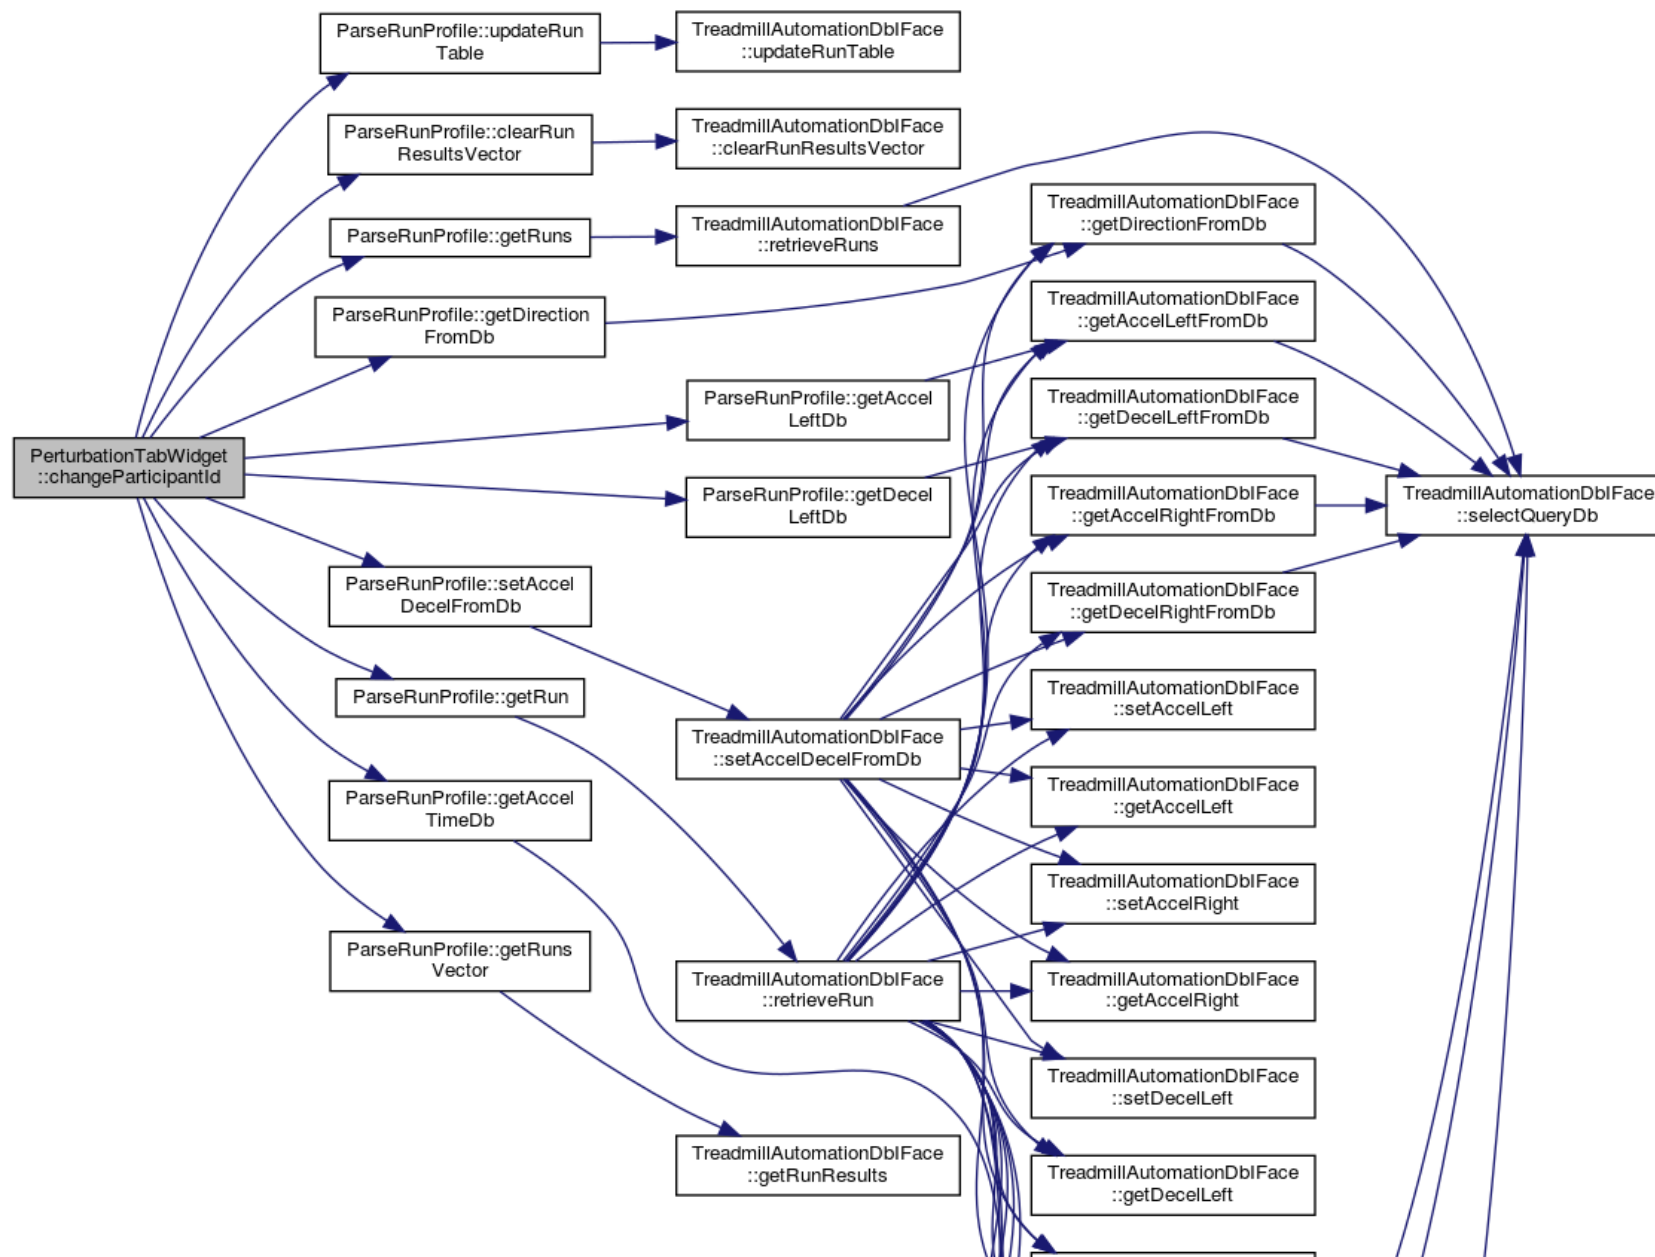 ParseRunProfile::updateRun
Table
TreadmillAutomationDbIFace
::updateRunTable
ParseRunProfile::clearRun
ResultsVector
TreadmillAutomationDbIFace
::clearRunResultsVector
ParseRunProfile::getRuns
TreadmillAutomationDbIFace
::retrieveRuns
TreadmillAutomationDbIFace
::getDirectionFromDb
ParseRunProfile::getDirection
FromDb
TreadmillAutomationDbIFace
::getAccelLeftFromDb
ParseRunProfile::getAccel
LeftDb
TreadmillAutomationDbIFace
::getDecelLeftFromDb
PerturbationTabWidget
::changeParticipantId
ParseRunProfile::getDecel
LeftDb
TreadmillAutomationDbIFace
::getAccelRightFromDb
TreadmillAutomationDbIFace
::selectQueryDb
ParseRunProfile::setAccel
DecelFromDb
TreadmillAutomationDbIFace
::getDecelRightFromDb
ParseRunProfile::getRun
TreadmillAutomationDbIFace
::setAccelLeft
TreadmillAutomationDbIFace
::setAccelDecelFromDb
TreadmillAutomationDbIFace
::getAccelLeft
ParseRunProfile::getAccel
TimeDb
TreadmillAutomationDbIFace
::setAccelRight
ParseRunProfile::getRuns
Vector
TreadmillAutomationDbIFace
::retrieveRun
TreadmillAutomationDbIFace
::getAccelRight
TreadmillAutomationDbIFace
::setDecelLeft
TreadmillAutomationDbIFace
::getRunResults
TreadmillAutomationDbIFace
::getDecelLeft